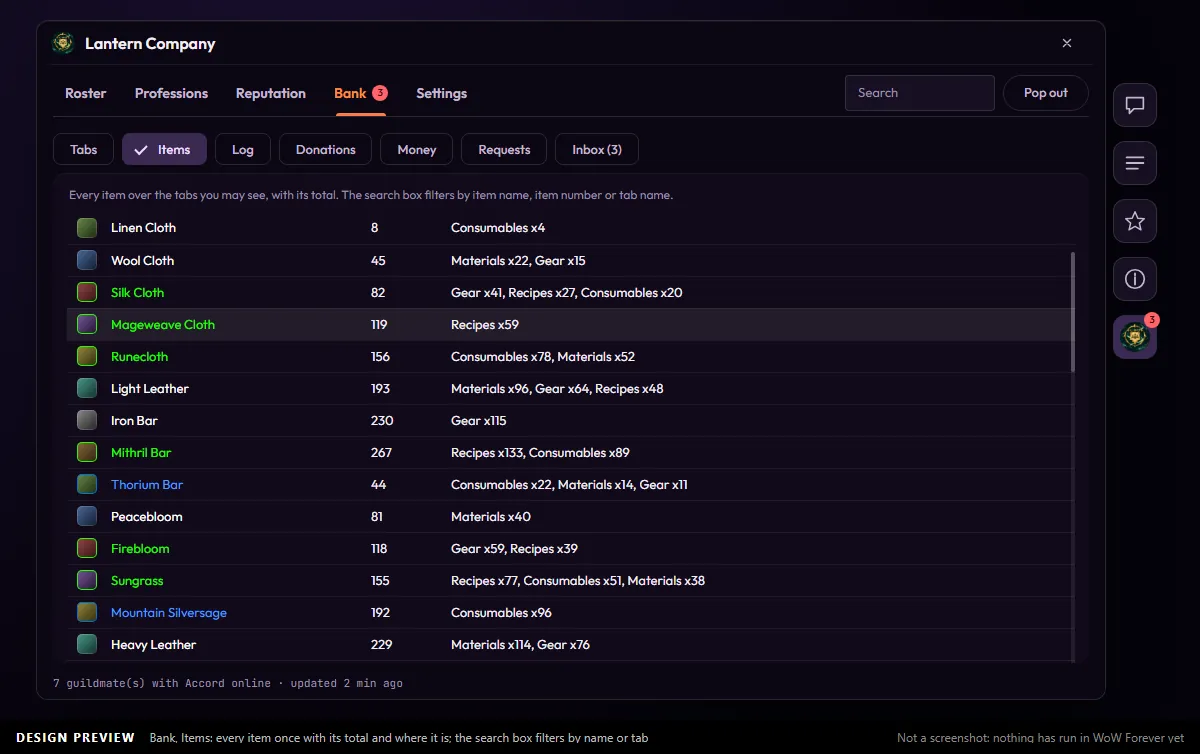 Lantern Company
Roster Professions Reputation Bank 3 Settings Search Pop out
Tabs Items Log Donations Money Requests Inbox (3)
Every item over the tabs you may see, with its total. The search box filters by item name, item number or tab name.
Linen Cloth 8 Consumables x4
Wool Cloth 45 Materials x22, Gear x15
Silk Cloth 82 Gear x41, Recipes x27, Consumables x20
Mageweave Cloth 119 Recipes x59
Runecloth 156 Consumables x78, Materials x52
Light Leather 193 Materials x96, Gear x64, Recipes x48
Iron Bar 230 Gear x115
Mithril Bar 267 Recipes x133, Consumables x89
Thorium Bar 44 Consumables x22, Materials x14, Gear x11
Peacebloom 81 Materials x40
Firebloom 118 Gear x59, Recipes x39
Sungrass 155 Recipes x77, Consumables x51, Materials x38
Mountain Silversage 192 Consumables x96
Heavy Leather 229 Materials x114, Gear x76
3
7 guildmate(s) with Accord online · updated 2 min ago
DESIGN PREVIEW Bank, Items: every item once with its total and where it is; the search box filters by name or tab Not a screenshot: nothing has run in WoW Forever yet